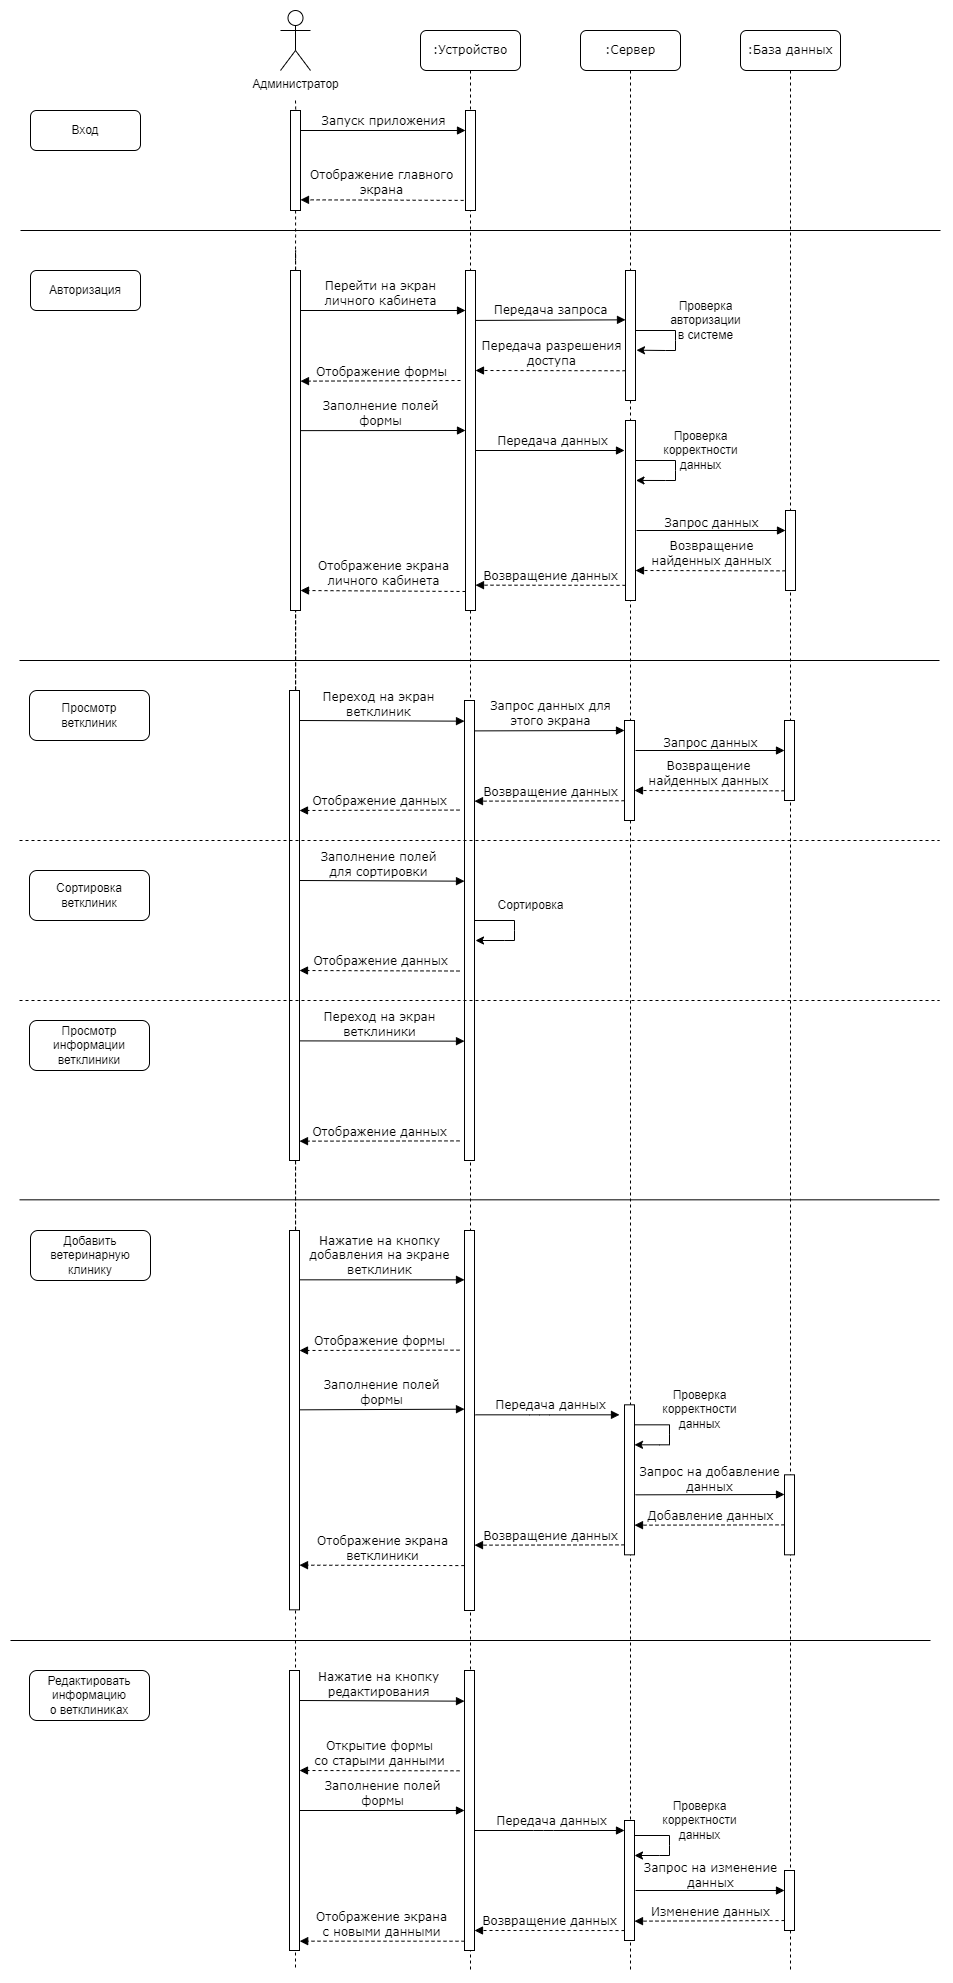 :Устройство
:Сервер
:База данных
Администратор
Вход
Запуск приложения
Отображение главного
экрана
Авторизация
Перейти на экран
личного кабинета
Передача запроса
Проверка
авторизации
в системе
Передача разрешения
доступа
Отображение формы
Заполнение полей
формы
Передача данных
Проверка
корректности
данных
Запрос данных
Возвращение
найденных данных
Отображение экрана
личного кабинета
Возвращение данных
Просмотр
ветклиник
Переход на экран
ветклиник
Запрос данных для
этого экрана
Запрос данных
Возвращение
найденных данных
Возвращение данных
Отображение данных
Сортировка
ветклиник
Заполнение полей
для сортировки
Сортировка
Отображение данных
Просмотр
информации
ветклиники
Переход на экран
ветклиники
Отображение данных
Добавить
ветеринарную
клинику
Нажатие на кнопку
добавления на экране
ветклиник
Отображение формы
Заполнение полей
формы
Передача данных
Проверка
корректности
данных
Запрос на добавление
данных
Добавление данных
Возвращение данных
Отображение экрана
ветклиники
Редактировать
информацию
о ветклиниках
Нажатие на кнопку
редактирования
Открытие формы
со старыми данными
Заполнение полей
формы
Передача данных
Проверка
корректности
данных
Запрос на изменение
данных
Изменение данных
Возвращение данных
Отображение экрана
с новыми данными